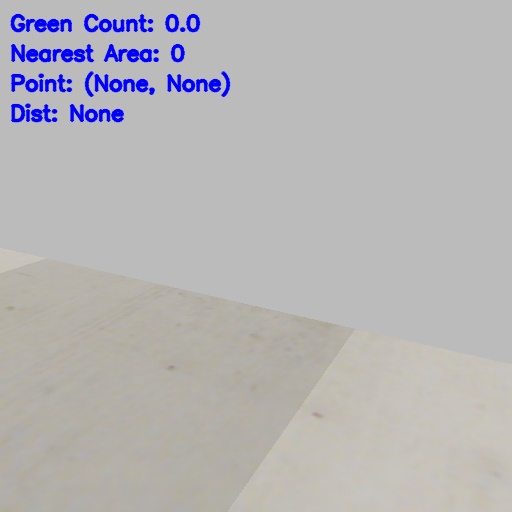 Green Count: 0.0
Nearest Area: 0
Point: (None, None)
Dist: None